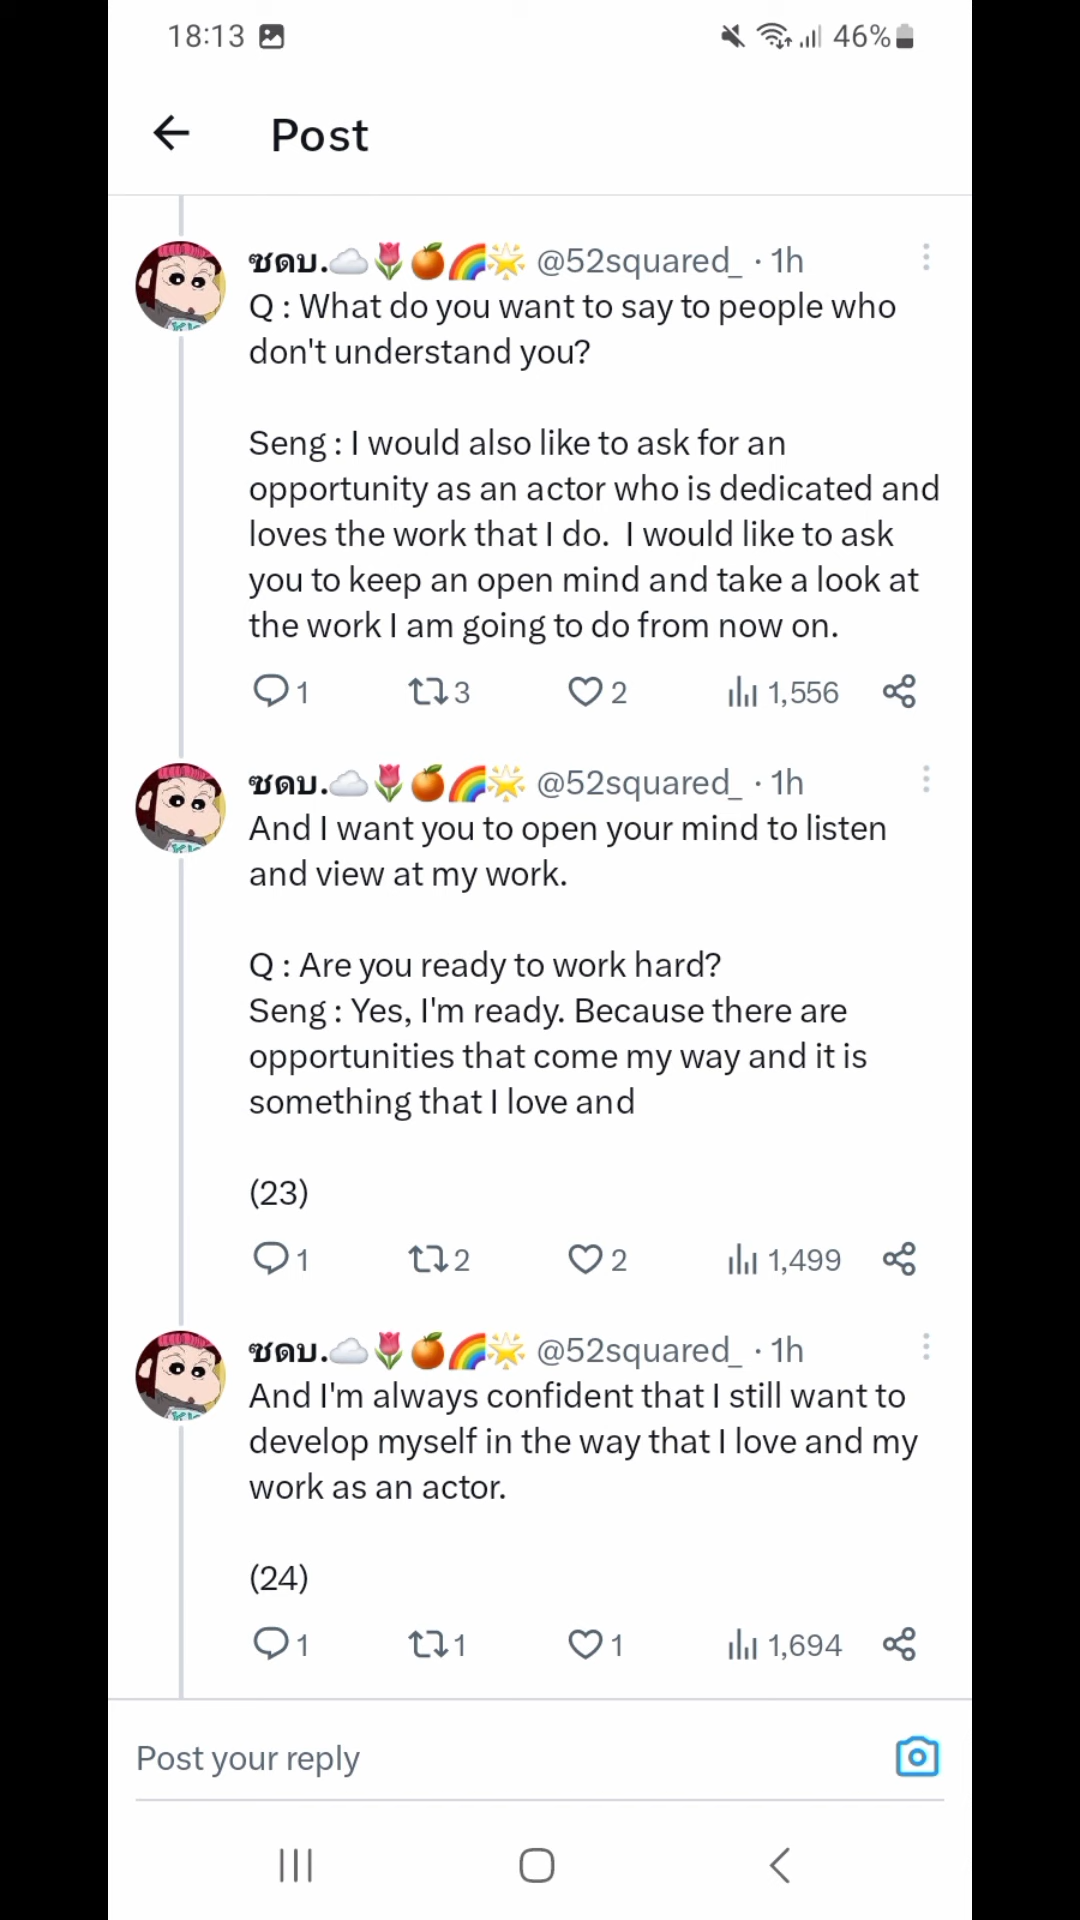 18:13 46%
Post
ซดบ.☁️🌷🍊🌈🌟 @52squared_ · 1h
Q : What do you want to say to people who
don't understand you?
Seng : I would also like to ask for an
opportunity as an actor who is dedicated and
loves the work that I do.  I would like to ask
you to keep an open mind and take a look at
the work I am going to do from now on.
1 3 2 1,556
ซดบ.☁️🌷🍊🌈🌟 @52squared_ · 1h
And I want you to open your mind to listen
and view at my work.
Q : Are you ready to work hard?
Seng : Yes, I'm ready. Because there are
opportunities that come my way and it is
something that I love and
(23)
1 2 2 1,499
ซดบ.☁️🌷🍊🌈🌟 @52squared_ · 1h
And I'm always confident that I still want to
develop myself in the way that I love and my
work as an actor.
(24)
1 1 1 1,694
Post your reply